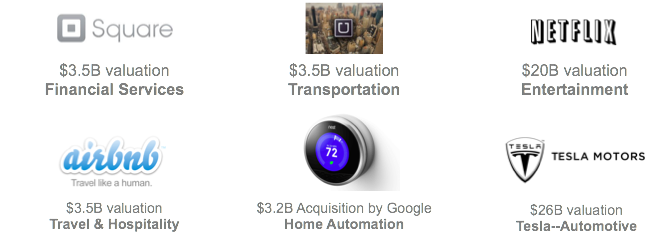 Square
$3.5B valuation
Financial Services
U
$3.5B valuation
Transportation
NETFLIX
$20B valuation
Entertainment
airbnb
Travel like a human.
$3.5B valuation
Travel & Hospitality
nest
72
$3.2B Acquisition by Google
Home Automation
TESLA
TESLA MOTORS
$26B valuation
Tesla--Automotive